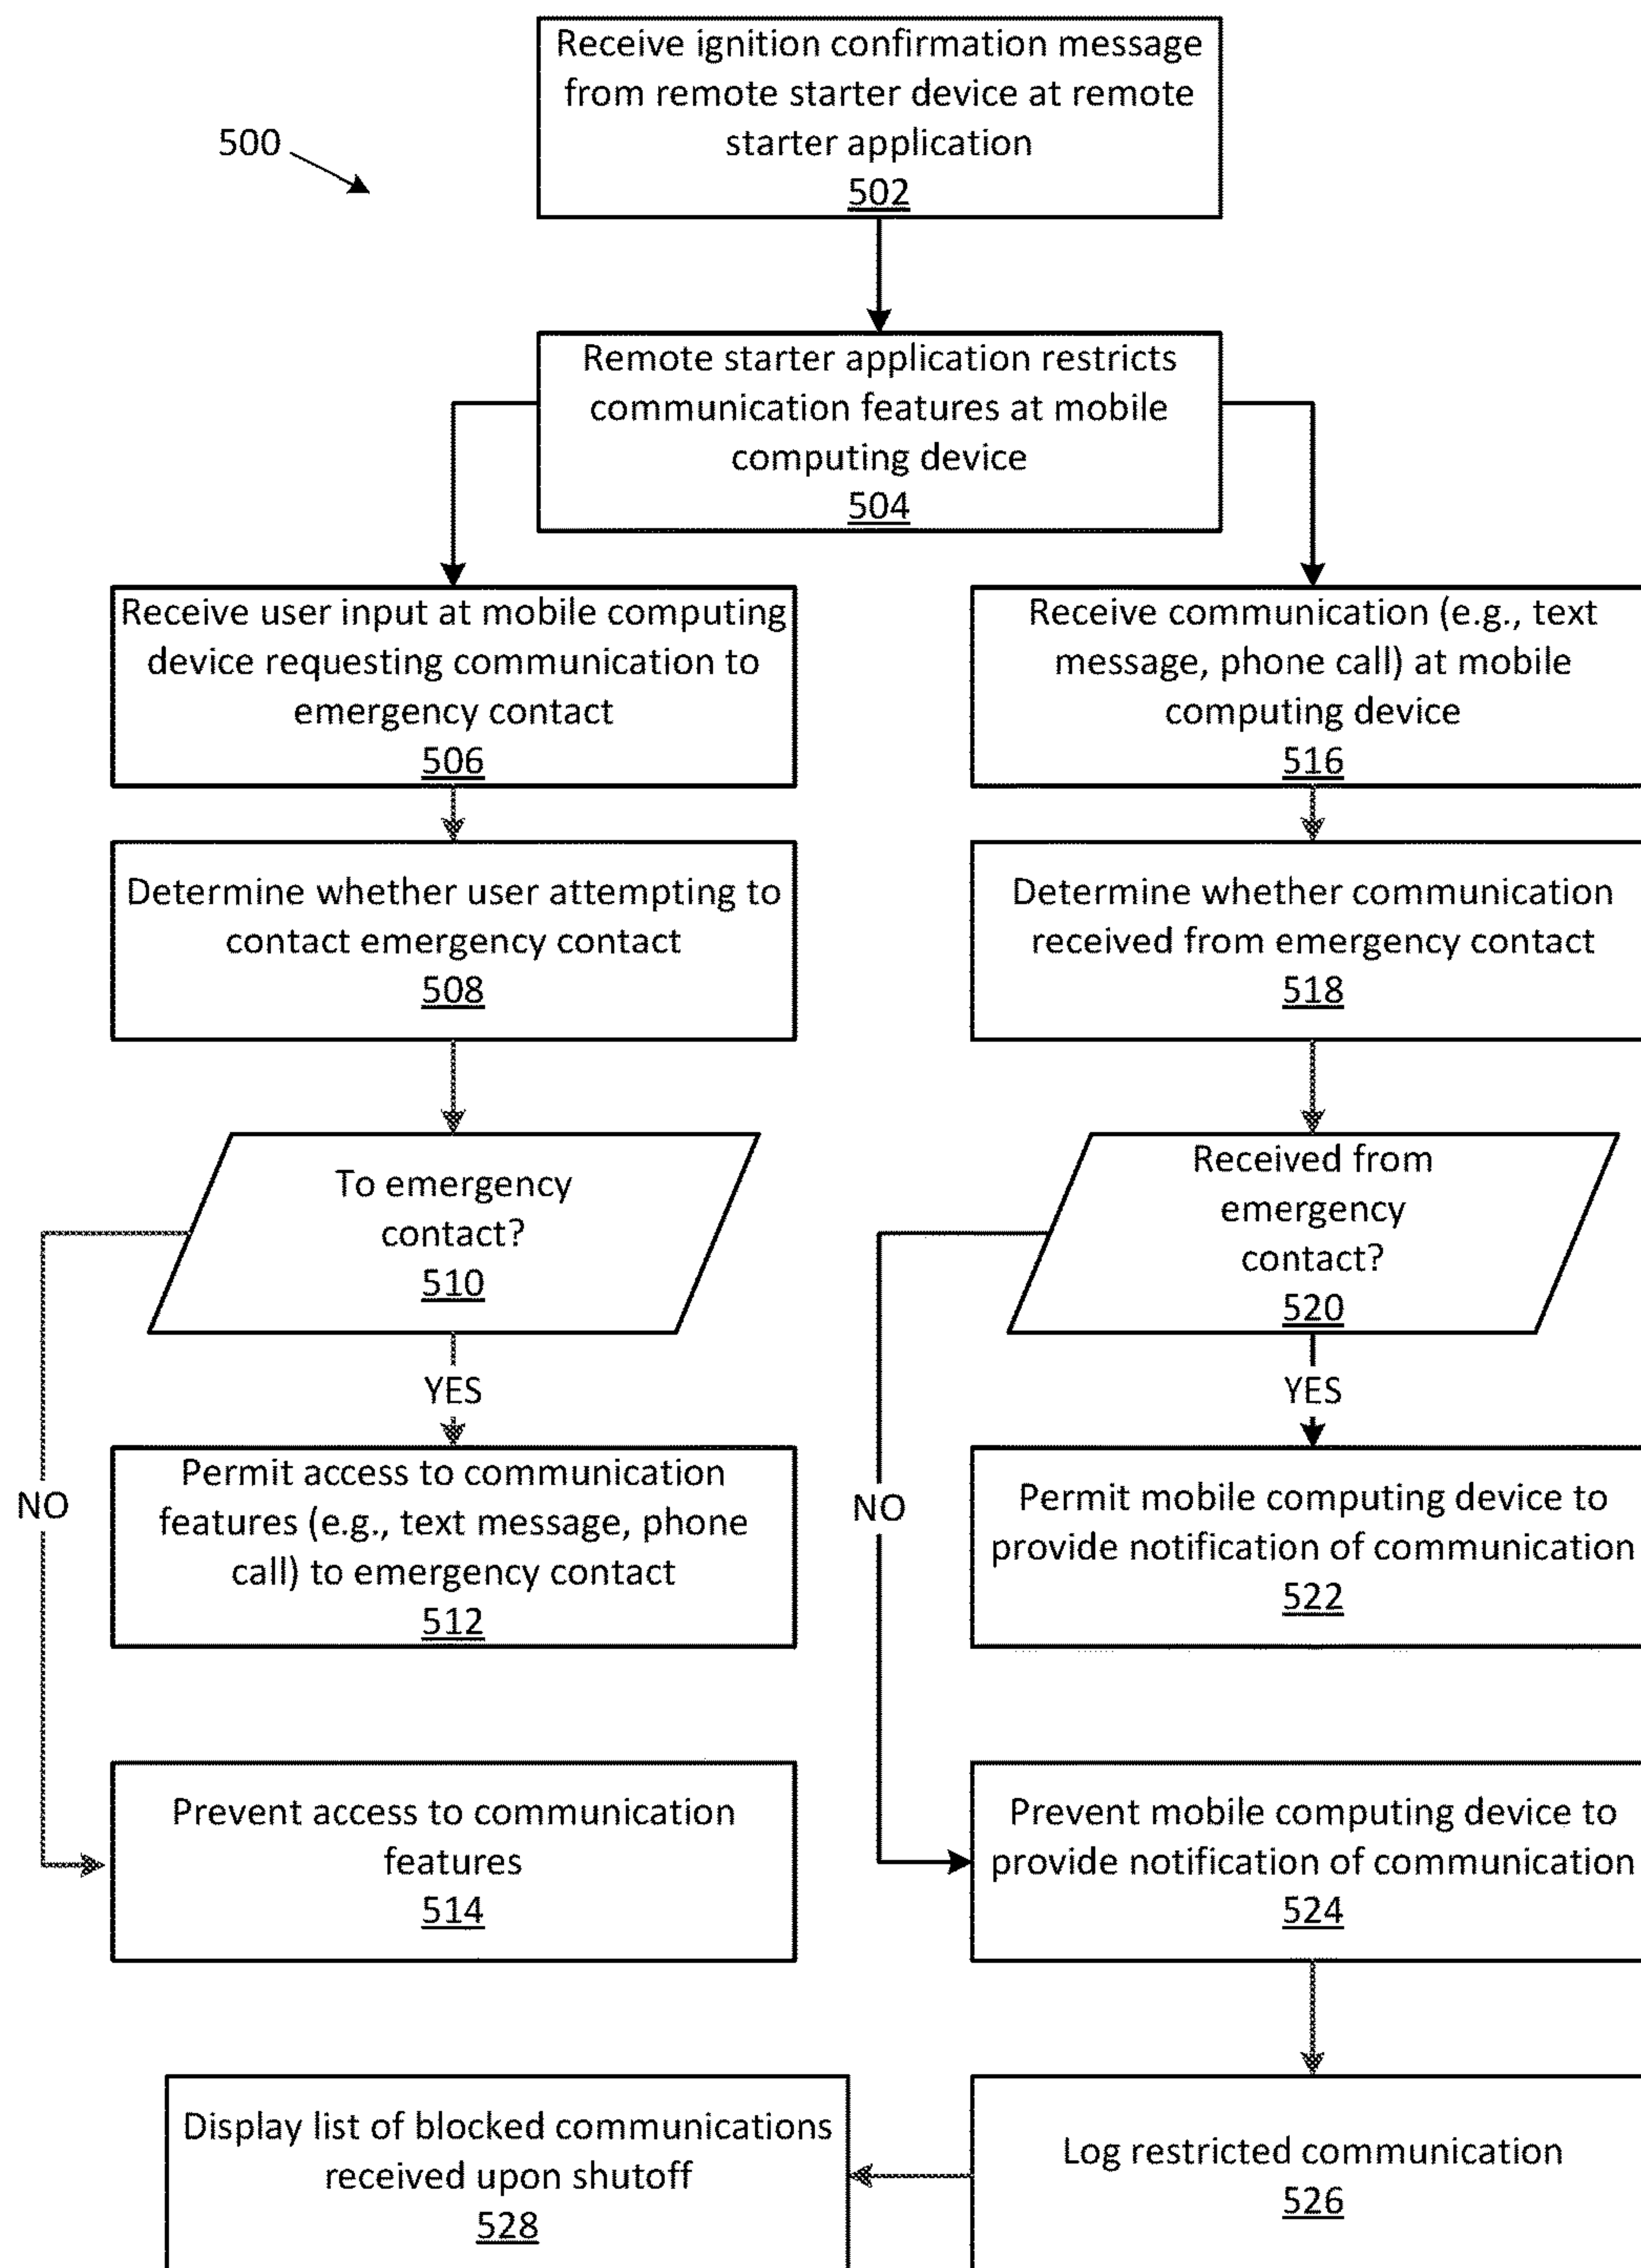 Receive ignition confirmation message
from remote starter device at remote
starter application
502
500
Remote starter application restricts
communication features at mobile
computing device
504
Receive user input at mobile computing
device requesting communication to
emergency contact
506
Receive communication (e.g., text
message, phone call) at mobile
computing device
516
Determine whether user attempting to
contact emergency contact
508
Determine whether communication
received from emergency contact
518
To emergency
contact?
510
Received from
emergency
contact?
520
YES
YES
NO
Permit access to communication
features (e.g., text message, phone
call) to emergency contact
512
NO
Permit mobile computing device to
provide notification of communication
522
Prevent access to communication
features
514
Prevent mobile computing device to
provide notification of communication
524
Display list of blocked communications
received upon shutoff
528
Log restricted communication
526